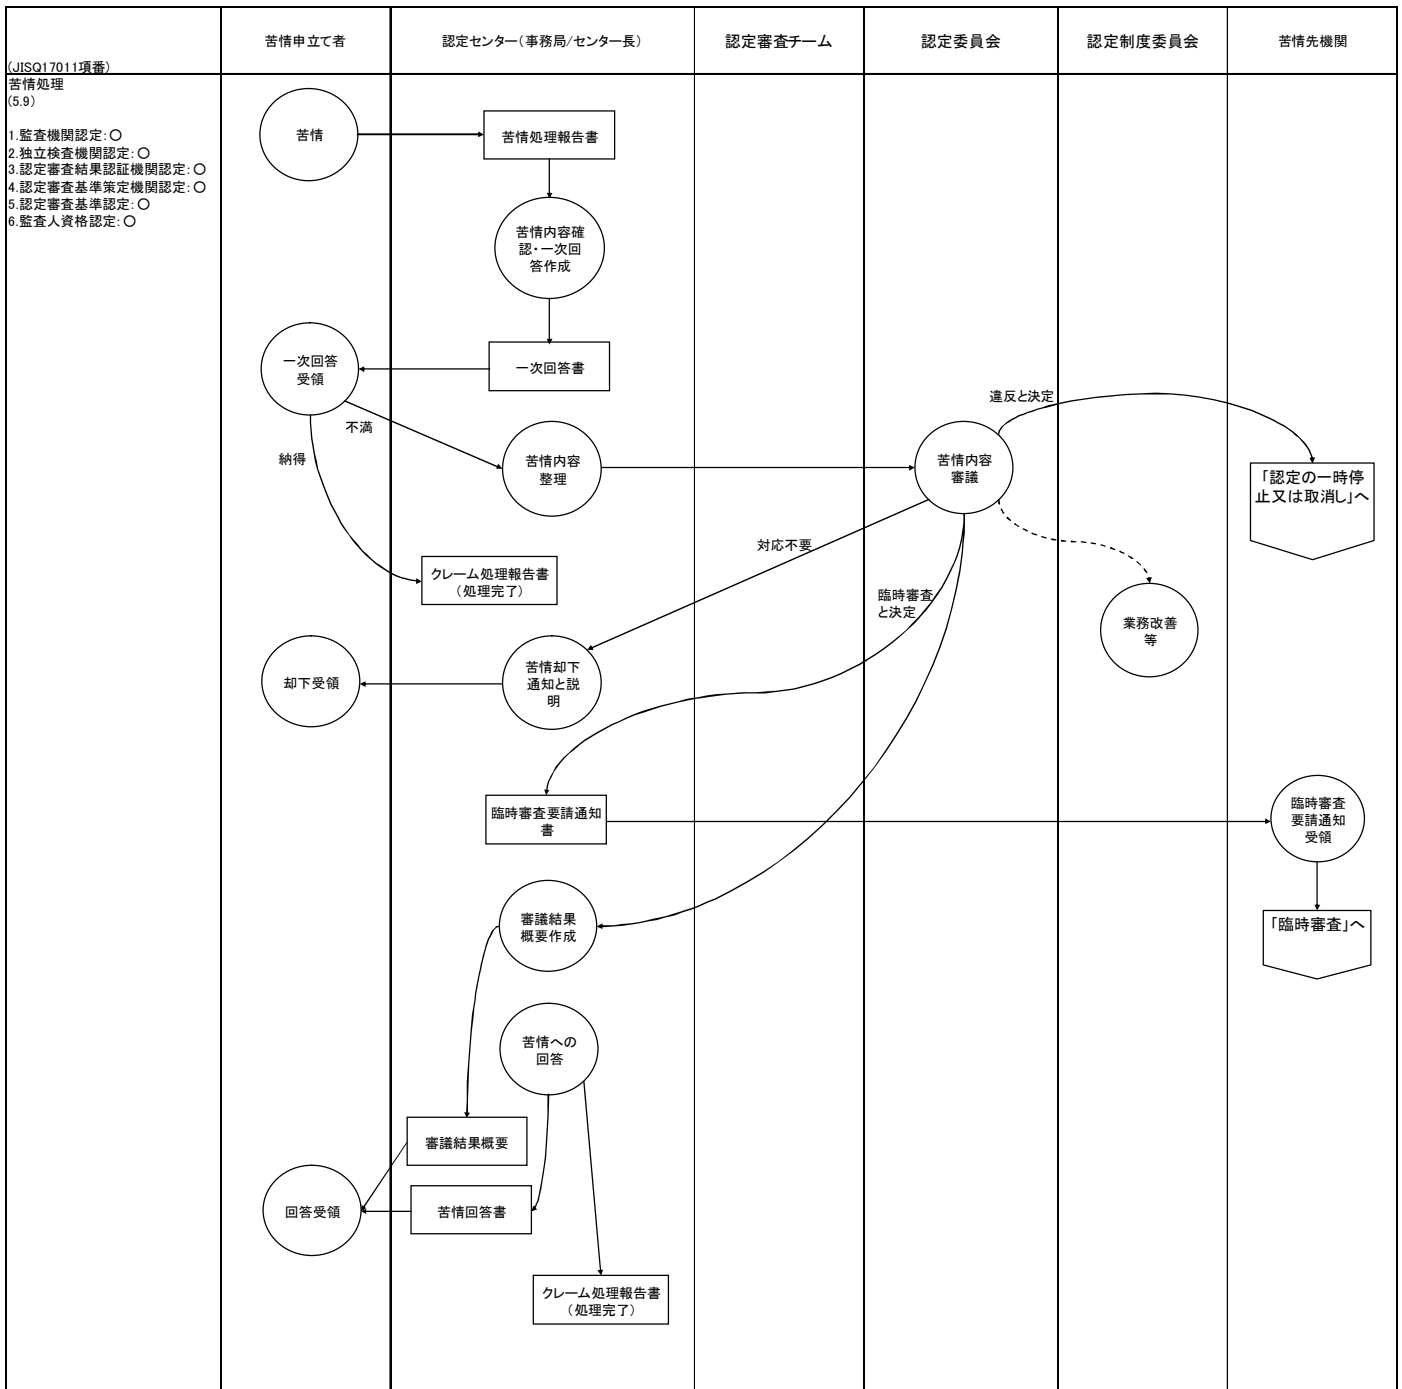 (JISQ17011項番)
苦情申立て者
認定センター(事務局/センター長)
認定審査チーム
認定委員会
認定制度委員会
苦情先機関
苦情処理
(5.9)
1.監査機関認定:〇
2.独立検査機関認定:〇
3.認定審査結果認証機関認定:〇
4.認定審査基準策定機関認定:〇
5.認定審査基準認定:〇
6.監査人資格認定:〇
苦情
苦情処理報告書
苦情内容確
認・一次回
答作成
一次回答
受領
一次回答書
不満
納得
苦情内容
整理
苦情内容
審議
違反と決定
「認定の一時停
止又は取消し」へ
対応不要
クレーム処理報告書
(処理完了)
臨時審査
と決定
業務改善
等
却下受領
苦情却下
通知と説
明
臨時審査要請通知
書
臨時審査
要請通知
受領
審議結果
概要作成
「臨時審査」へ
苦情への
回答
審議結果概要
回答受領
苦情回答書
クレーム処理報告書
(処理完了)